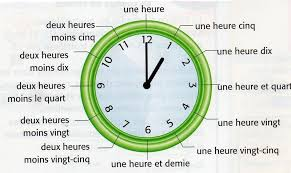 une heure
une heure cinq
une heure dix
une heure et quart
une heure vingt
une heure vingt-cinq
une heure et demie
deux heures
moins vingt-cinq
deux heures
moins vingt
deux heures
moins le quart
deux heures
moins dix
deux heures
moins cinq
12
1
2
3
4
5
6
7
8
9
10
11